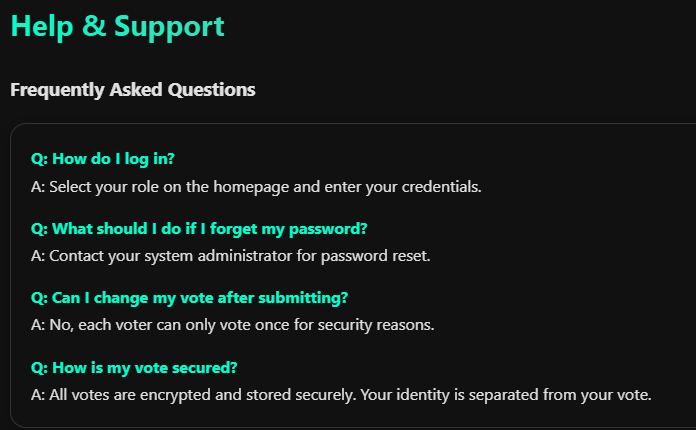 Help & Support
Frequently Asked Questions
Q: How do I log in?
A: Select your role on the homepage and enter your credentials.
Q: What should I do if I forget my password?
A: Contact your system administrator for password reset.
Q: Can I change my vote after submitting?
A: No, each voter can only vote once for security reasons.
Q: How is my vote secured?
A: All votes are encrypted and stored securely. Your identity is separated from your vote.